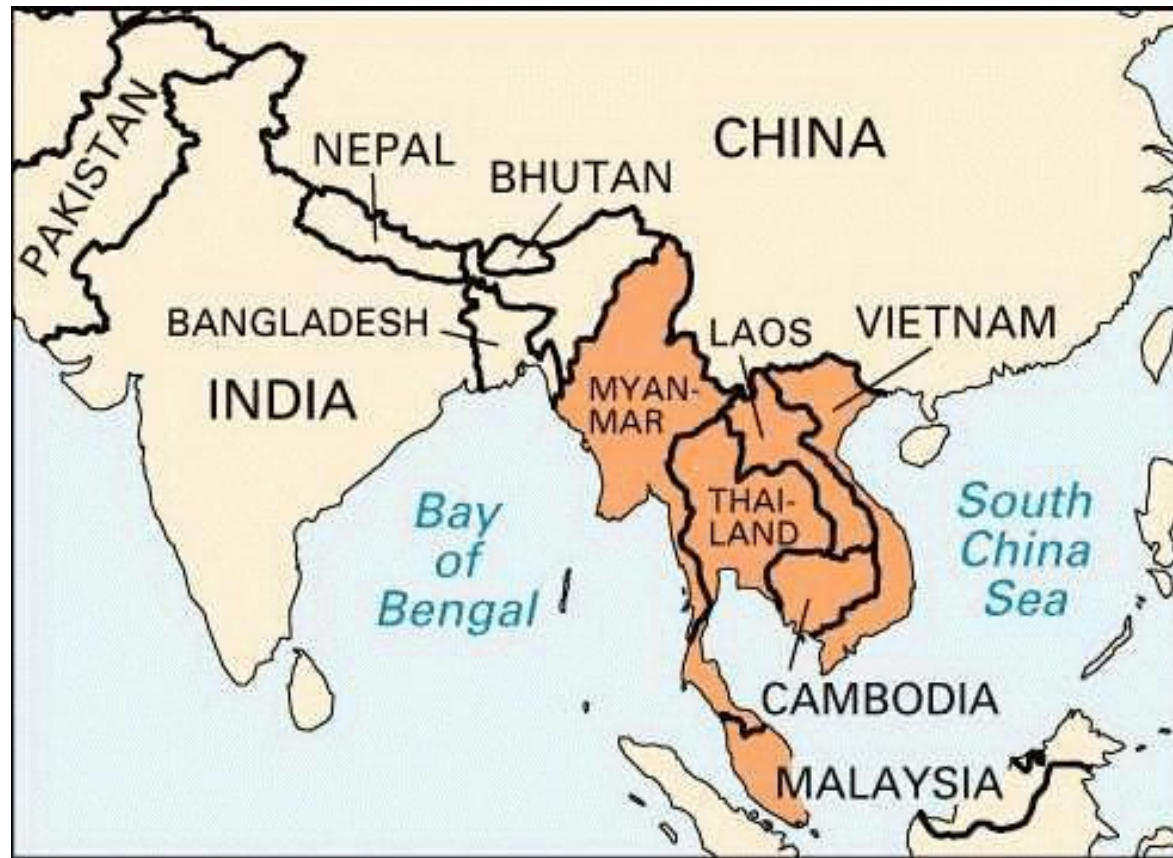 CHINA
NEPAL
BHUTAN
PAKISTAN
BANGLADESH
LAOS
VIETNAM
INDIA
MYAN-
MAR
THAI-
LAND
Bay
of
Bengal
South
China
Sea
CAMBODIA
MALAYSIA